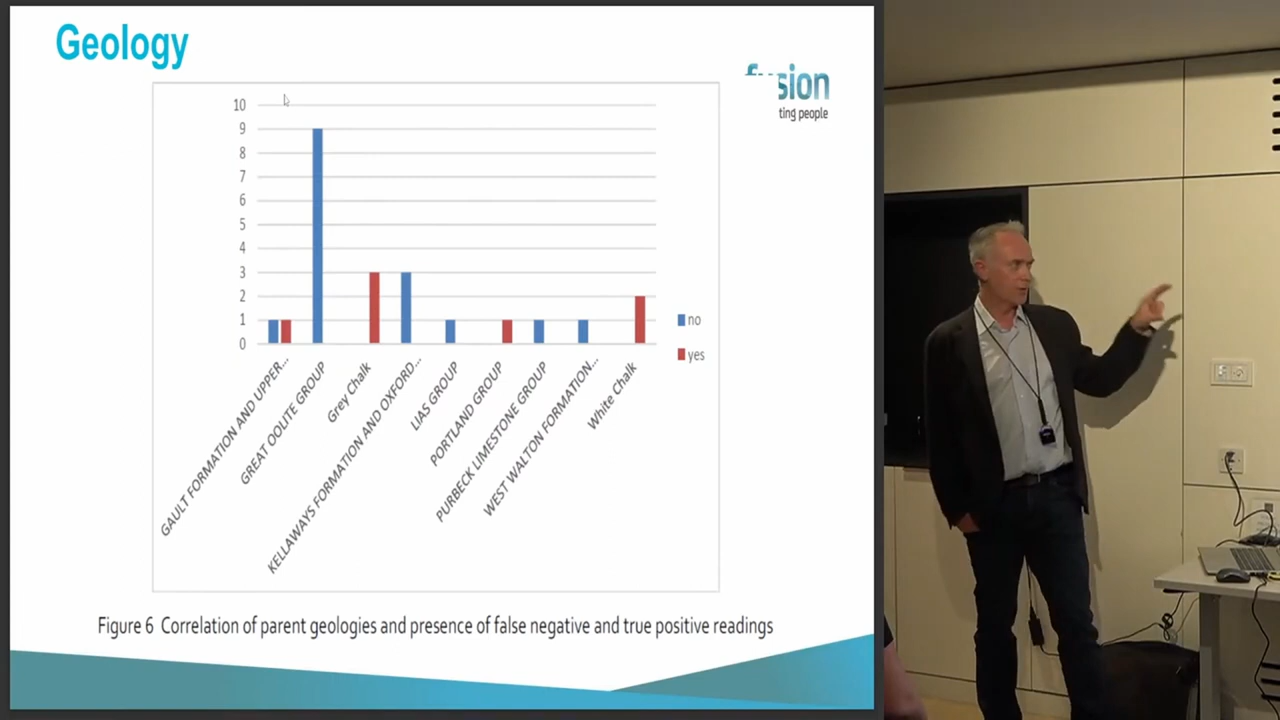 Geology
sion
ting people
10
9
8
7
6
5
4
3
2
1
0
no
yes
GAULT FORMATION AND UPPER...
GREAT OOLITE GROUP
Grey Chalk
KELLAWAYS FORMATION AND OXFORD...
LIAS GROUP
PORTLAND GROUP
PURBECK LIMESTONE GROUP
WEST WALTON FORMATION...
White Chalk
Figure 6 Correlation of parent geologies and presence of false negative and true positive readings